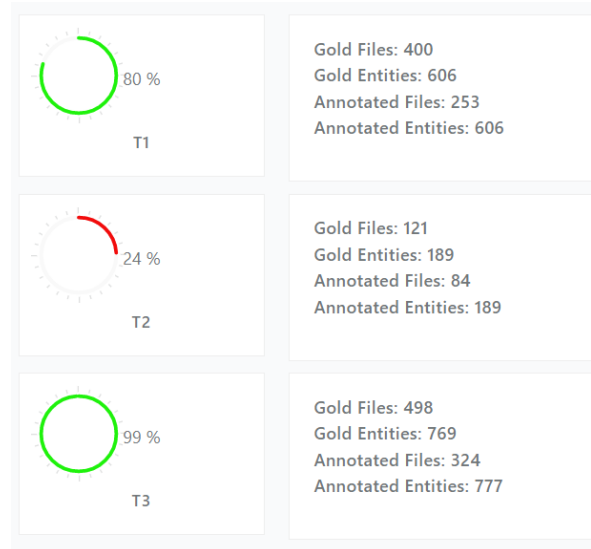 80 %
T1
Gold Files: 400
Gold Entities: 606
Annotated Files: 253
Annotated Entities: 606
24 %
T2
Gold Files: 121
Gold Entities: 189
Annotated Files: 84
Annotated Entities: 189
99 %
T3
Gold Files: 498
Gold Entities: 769
Annotated Files: 324
Annotated Entities: 777